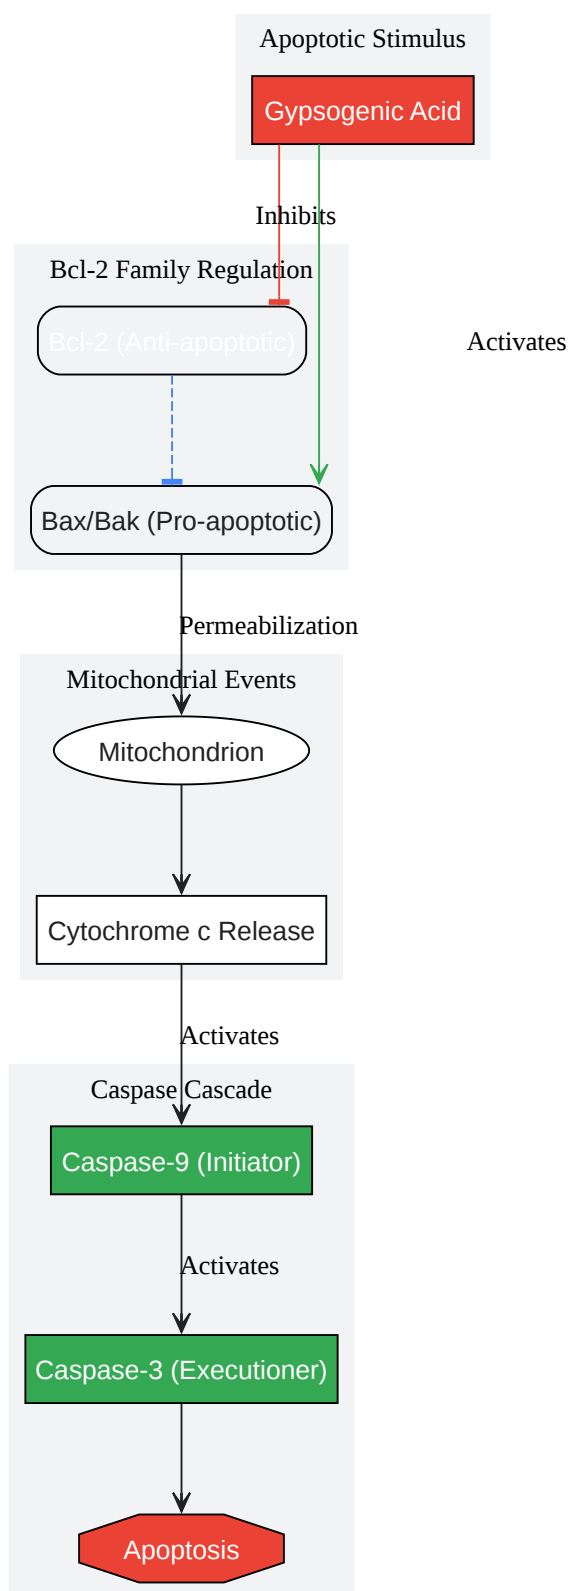 Apoptotic Stimulus
Gypsogenic Acid
Inhibits
Bcl-2 Family Regulation
Bcl-2 (Anti-apoptotic)
Activates
Bax/Bak (Pro-apoptotic)
Permeabilization
Mitochondrial Events
Mitochondrion
Cytochrome c Release
Activates
Caspase Cascade
Caspase-9 (Initiator)
Activates
Caspase-3 (Executioner)
Apoptosis